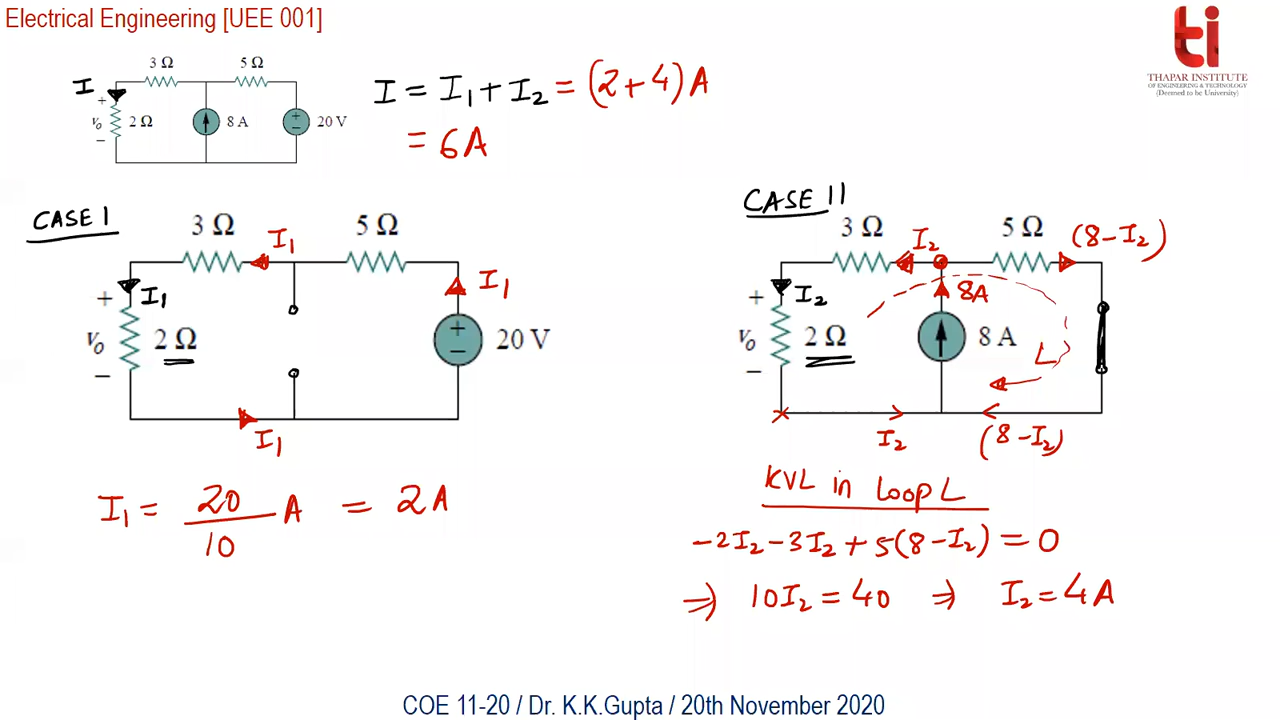 Electrical Engineering [UEE 001]
ti
THAPAR INSTITUTE
OF ENGINEERING & TECHNOLOGY
(Deemed to be University)
3 Ω 5 Ω
I
+
v₀ 2 Ω 8 A + − 20 V
−
I = I₁ + I₂ = (2 + 4) A
= 6A
CASE I
3 Ω I₁ 5 Ω
I₁ I₁
+
v₀ 2 Ω + − 20 V
−
I₁
I₁ = 20/10 A = 2A
CASE II
3 Ω I₂ 5 Ω (8-I₂)
I₂ 8A
+
v₀ 2 Ω 8 A L
−
I₂ (8-I₂)
KVL in Loop L
-2I₂ -3I₂ + 5(8-I₂) = 0
⇒ 10I₂ = 40 ⇒ I₂ = 4A
COE 11-20 / Dr. K.K.Gupta / 20th November 2020